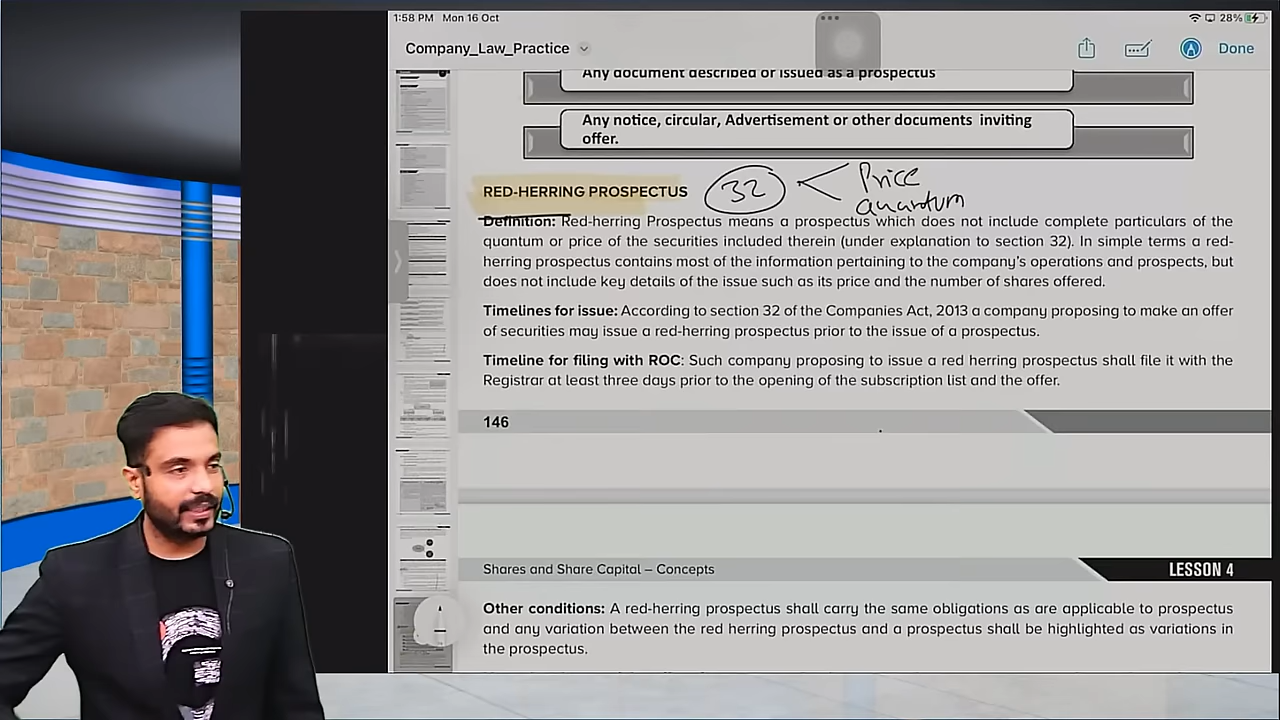 1:58 PM Mon 16 Oct
28%
Company_Law_Practice
Done
Any document described or issued as a prospectus
Any notice, circular, Advertisement or other documents inviting
offer.
RED-HERRING PROSPECTUS 32 Price
quantum
Definition: Red-herring Prospectus means a prospectus which does not include complete particulars of the
quantum or price of the securities included therein (under explanation to section 32). In simple terms a red-
herring prospectus contains most of the information pertaining to the company's operations and prospects, but
does not include key details of the issue such as its price and the number of shares offered.
Timelines for issue: According to section 32 of the Companies Act, 2013 a company proposing to make an offer
of securities may issue a red-herring prospectus prior to the issue of a prospectus.
Timeline for filing with ROC: Such company proposing to issue a red herring prospectus shall file it with the
Registrar at least three days prior to the opening of the subscription list and the offer.
146
Shares and Share Capital – Concepts
LESSON 4
Other conditions: A red-herring prospectus shall carry the same obligations as are applicable to prospectus
and any variation between the red herring prospectus and a prospectus shall be highlighted as variations in
the prospectus.